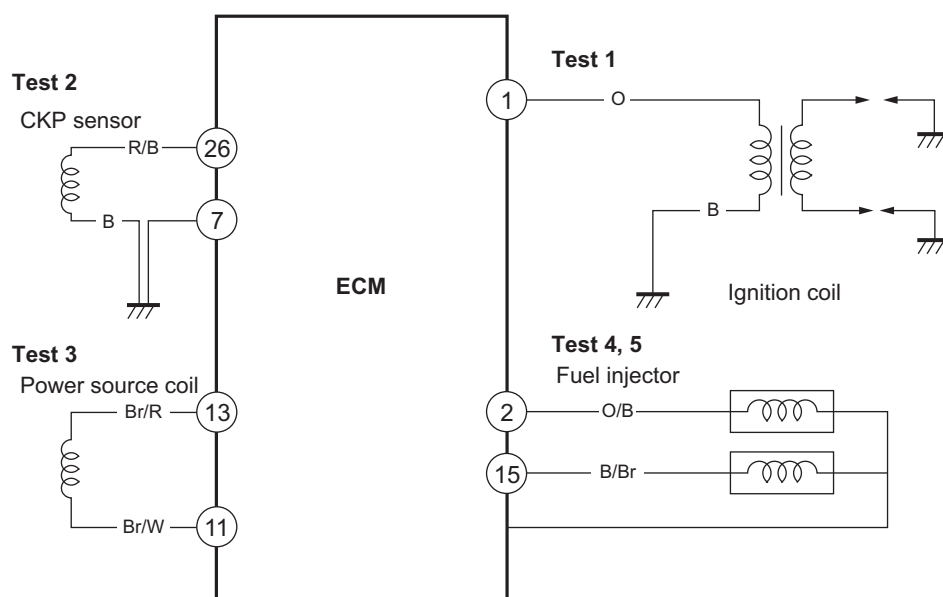 Test 1
1
O
Test 2
CKP sensor
R/B
26
B
7
B
ECM
Ignition coil
Test 3
Power source coil
Br/R
13
Test 4, 5
Fuel injector
2
O/B
15
B/Br
Br/W
11